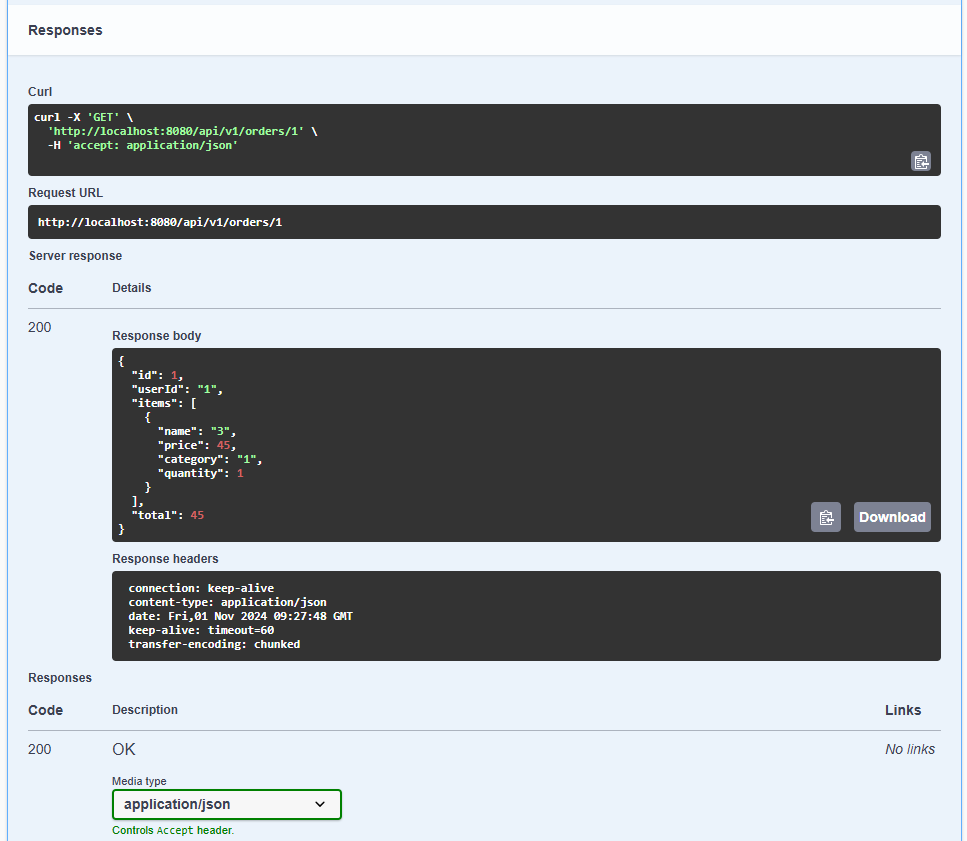 Responses
Curl
curl -X 'GET' \
  'http://localhost:8080/api/v1/orders/1' \
  -H 'accept: application/json'
Request URL
http://localhost:8080/api/v1/orders/1
Server response
Code Details
200
Response body
{
  "id": 1,
  "userId": "1",
  "items": [
    {
      "name": "3",
      "price": 45,
      "category": "1",
      "quantity": 1
    }
  ],
  "total": 45
}
Download
Response headers
connection: keep-alive
content-type: application/json
date: Fri,01 Nov 2024 09:27:48 GMT
keep-alive: timeout=60
transfer-encoding: chunked
Responses
Code Description Links
200 OK No links
Media type
application/json
Controls Accept header.